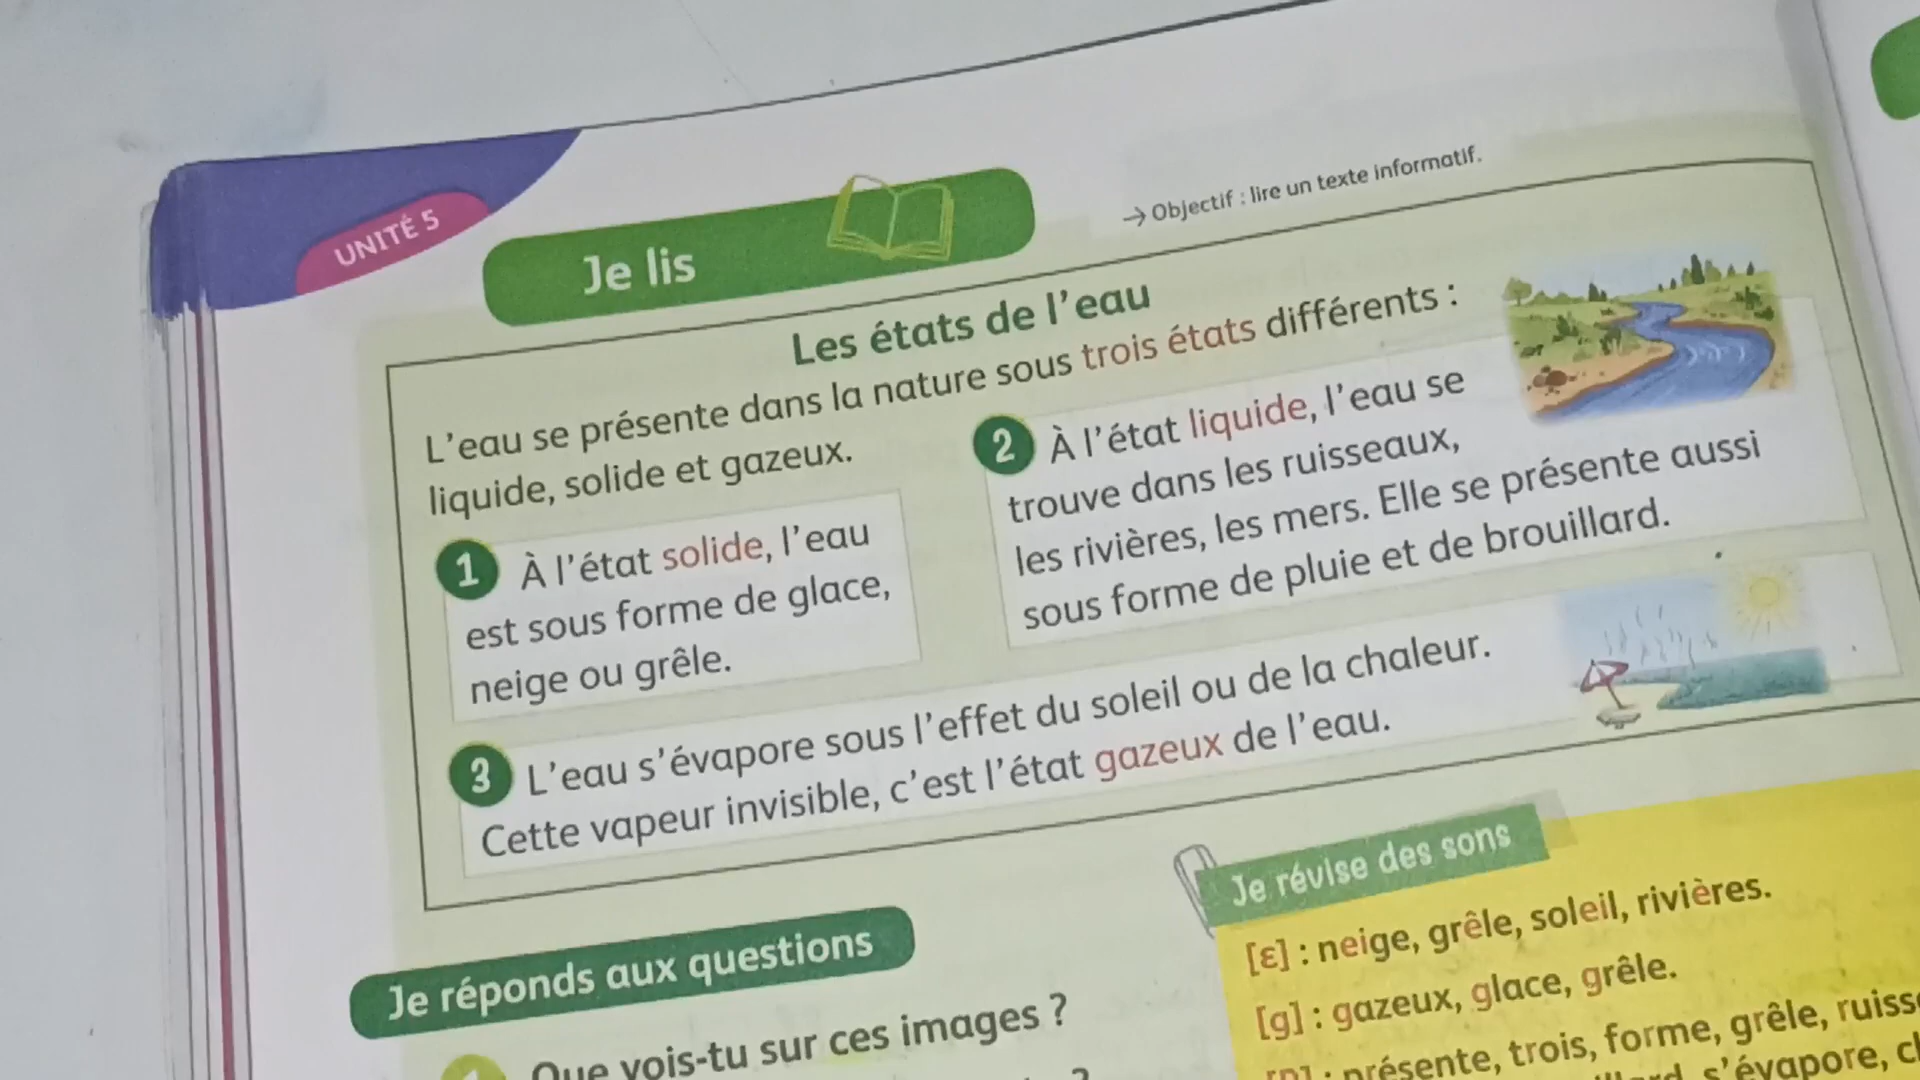 UNITÉ 5
Je lis
→ Objectif : lire un texte informatif.
Les états de l'eau
L'eau se présente dans la nature sous trois états différents :
liquide, solide et gazeux.
1 À l'état solide, l'eau
est sous forme de glace,
neige ou grêle.
2 À l'état liquide, l'eau se
trouve dans les ruisseaux,
les rivières, les mers. Elle se présente aussi
sous forme de pluie et de brouillard.
3 L'eau s'évapore sous l'effet du soleil ou de la chaleur.
Cette vapeur invisible, c'est l'état gazeux de l'eau.
Je réponds aux questions
Que vois-tu sur ces images ?
?
Je révise des sons
[ɛ] : neige, grêle, soleil, rivières.
[g] : gazeux, glace, grêle.
: présente, trois, forme, grêle,
s'évapore,